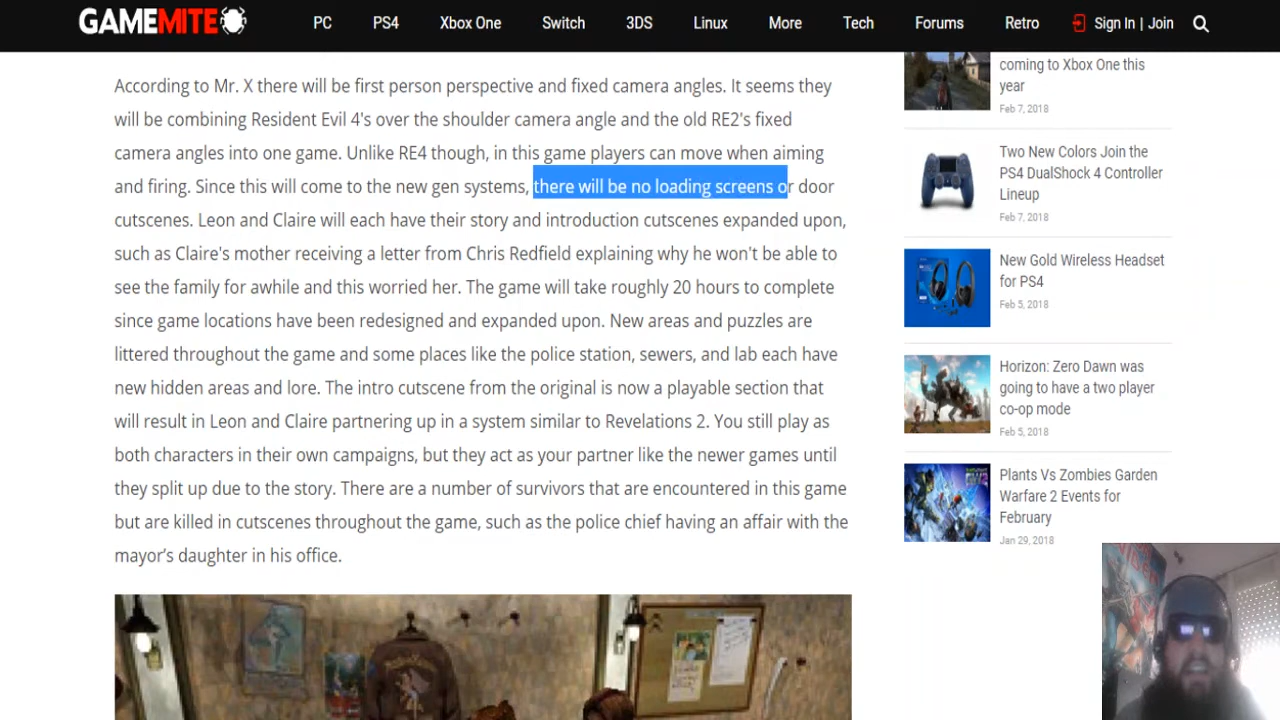 GAMEMITE
PC PS4 Xbox One Switch 3DS Linux More Tech Forums Retro Sign In | Join
According to Mr. X there will be first person perspective and fixed camera angles. It seems they
will be combining Resident Evil 4's over the shoulder camera angle and the old RE2's fixed
camera angles into one game. Unlike RE4 though, in this game players can move when aiming
and firing. Since this will come to the new gen systems, there will be no loading screens or door
cutscenes. Leon and Claire will each have their story and introduction cutscenes expanded upon,
such as Claire's mother receiving a letter from Chris Redfield explaining why he won't be able to
see the family for awhile and this worried her. The game will take roughly 20 hours to complete
since game locations have been redesigned and expanded upon. New areas and puzzles are
littered throughout the game and some places like the police station, sewers, and lab each have
new hidden areas and lore. The intro cutscene from the original is now a playable section that
will result in Leon and Claire partnering up in a system similar to Revelations 2. You still play as
both characters in their own campaigns, but they act as your partner like the newer games until
they split up due to the story. There are a number of survivors that are encountered in this game
but are killed in cutscenes throughout the game, such as the police chief having an affair with the
mayor's daughter in his office.
coming to Xbox One this
year
Feb 7, 2018
Two New Colors Join the
PS4 DualShock 4 Controller
Lineup
Feb 7, 2018
New Gold Wireless Headset
for PS4
Feb 5, 2018
Horizon: Zero Dawn was
going to have a two player
co-op mode
Feb 5, 2018
Plants Vs Zombies Garden
Warfare 2 Events for
February
Jan 29, 2018